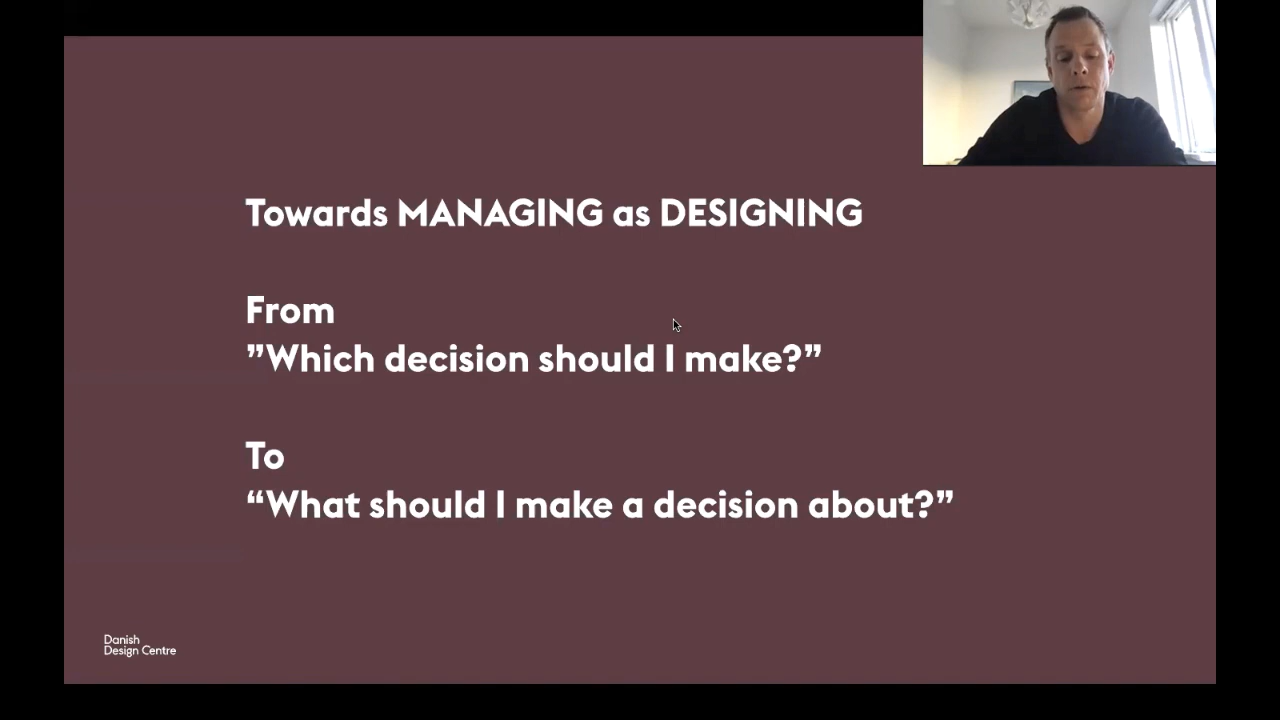 Towards MANAGING as DESIGNING
From
”Which decision should I make?”
To
“What should I make a decision about?”
Danish
Design Centre